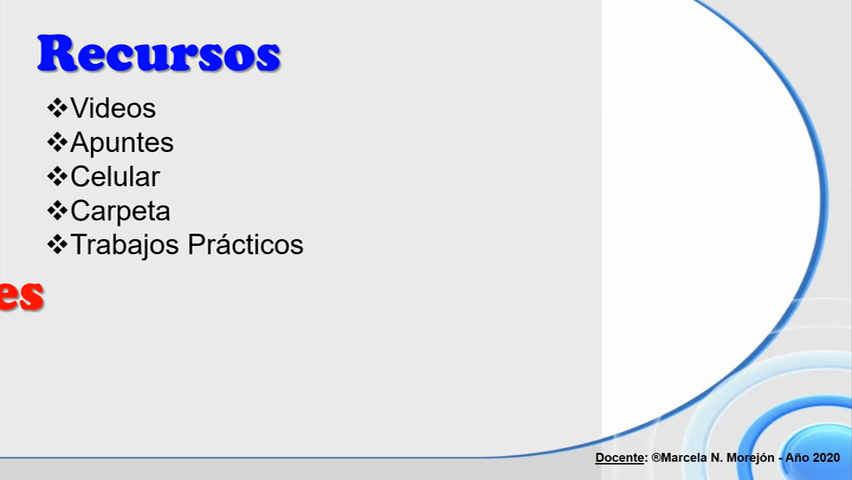 Recursos
❖Videos
❖Apuntes
❖Celular
❖Carpeta
❖Trabajos Prácticos
es
Docente: ®Marcela N. Morejón - Año 2020